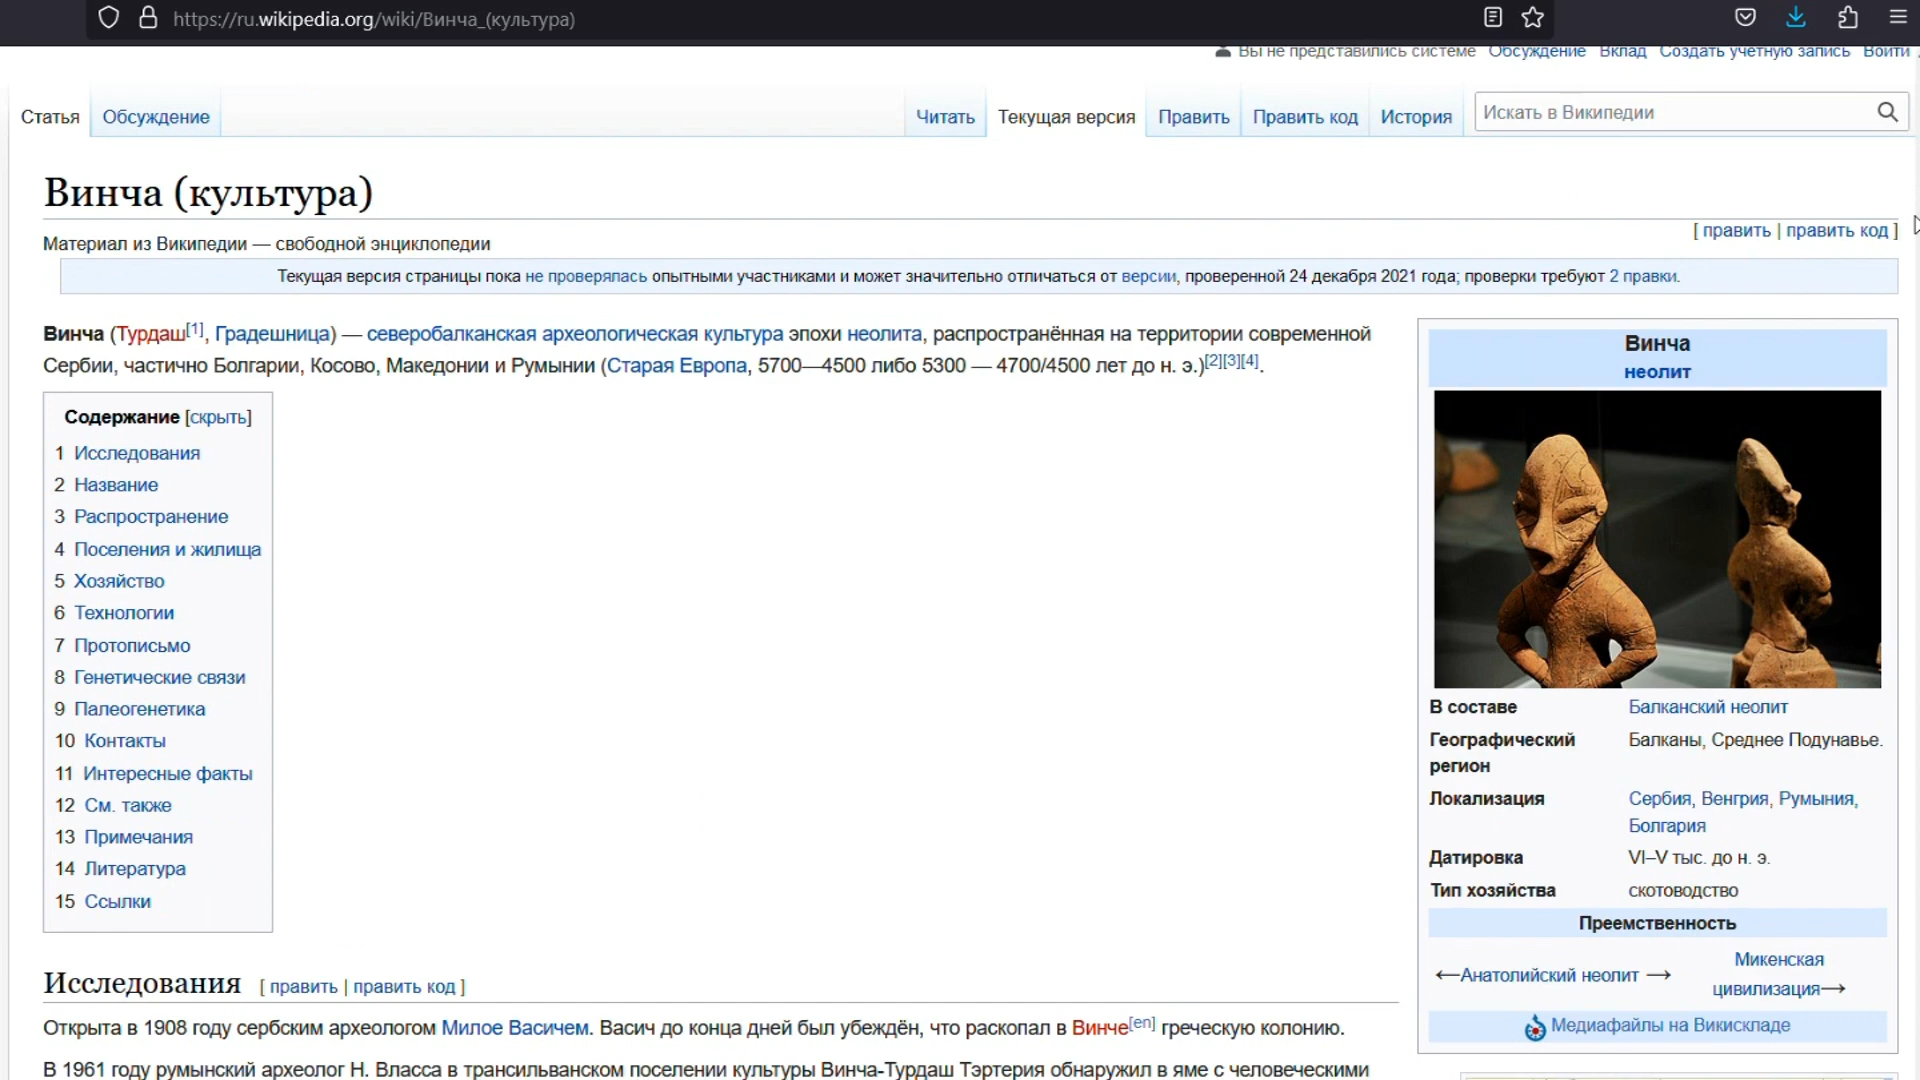 https://ru.wikipedia.org/wiki/Винча_(культура)
Вы не представились системе Обсуждение Вклад Создать учётную запись Войти
Статья Обсуждение Читать Текущая версия Править Править код История Искать в Википедии
Винча (культура)
[ править | править код ]
Материал из Википедии — свободной энциклопедии
Текущая версия страницы пока не проверялась опытными участниками и может значительно отличаться от версии, проверенной 24 декабря 2021 года; проверки требуют 2 правки.
Винча (Турдаш[1], Градешница) — северобалканская археологическая культура эпохи неолита, распространённая на территории современной
Сербии, частично Болгарии, Косово, Македонии и Румынии (Старая Европа, 5700—4500 либо 5300 — 4700/4500 лет до н. э.)[2][3][4].
Содержание [скрыть]
1 Исследования
2 Название
3 Распространение
4 Поселения и жилища
5 Хозяйство
6 Технологии
7 Протописьмо
8 Генетические связи
9 Палеогенетика
10 Контакты
11 Интересные факты
12 См. также
13 Примечания
14 Литература
15 Ссылки
Исследования [ править | править код ]
Открыта в 1908 году сербским археологом Милое Васичем. Васич до конца дней был убеждён, что раскопал в Винче[en] греческую колонию.
В 1961 году румынский археолог Н. Власса в трансильванском поселении культуры Винча-Турдаш Тэртерия обнаружил в яме с человеческими
Винча
неолит
В составе Балканский неолит
Географический регион Балканы, Среднее Подунавье.
Локализация Сербия, Венгрия, Румыния,
Болгария
Датировка VI–V тыс. до н. э.
Тип хозяйства скотоводство
Преемственность
←Анатолийский неолит → Микенская
цивилизация→
Медиафайлы на Викискладе